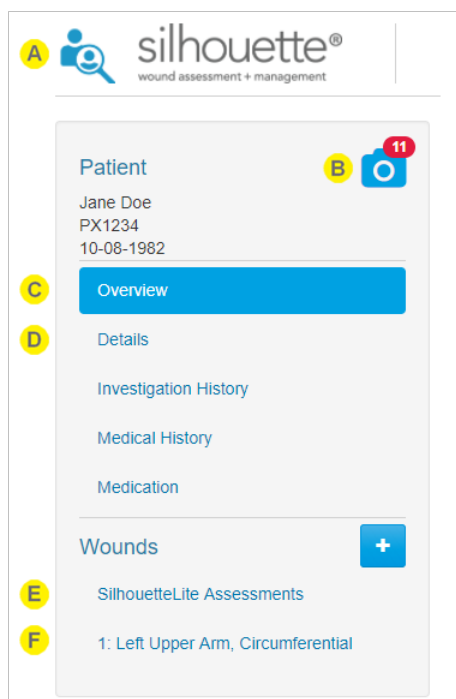 A
silhouette®
wound assessment + management
Patient
B
11
Jane Doe
PX1234
10-08-1982
C
Overview
D
Details
Investigation History
Medical History
Medication
Wounds
+
E
SilhouetteLite Assessments
F
1: Left Upper Arm, Circumferential